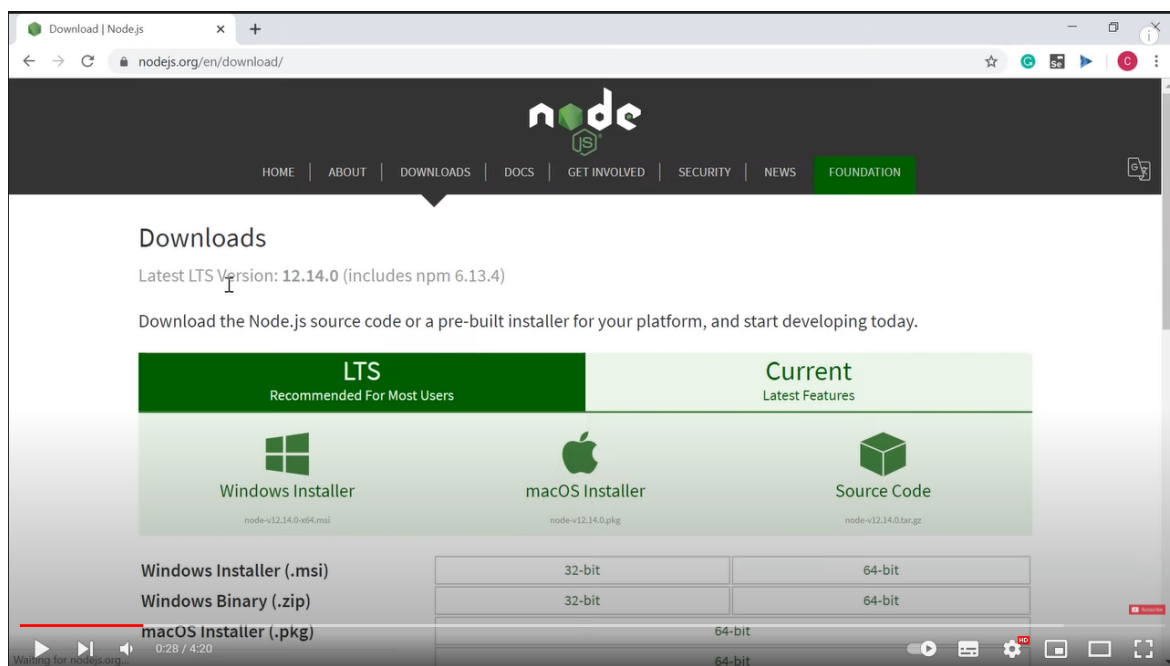 Download | Node.js
nodejs.org/en/download/
Se
C
node
JS
HOME ABOUT DOWNLOADS DOCS GET INVOLVED SECURITY NEWS FOUNDATION
Downloads
Latest LTS Version: 12.14.0 (includes npm 6.13.4)
Download the Node.js source code or a pre-built installer for your platform, and start developing today.
LTS
Recommended For Most Users
Current
Latest Features
Windows Installer
node-v12.14.0-x64.msi
macOS Installer
node-v12.14.0.pkg
Source Code
node-v12.14.0.tar.gz
Windows Installer (.msi) 32-bit 64-bit
Windows Binary (.zip) 32-bit 64-bit
Subscribe
macOS Installer (.pkg) 64-bit
0:28 / 4:20
HD
Waiting for nodejs.org...
64-bit